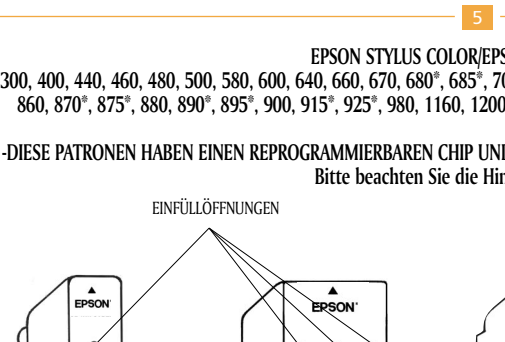 5
EPSON STYLUS COLOR/EPS
300, 400, 440, 460, 480, 500, 580, 600, 640, 660, 670, 680*, 685*, 70
860, 870*, 875*, 880, 890*, 895*, 900, 915*, 925*, 980, 1160, 1200
-DIESE PATRONEN HABEN EINEN REPROGRAMMIERBAREN CHIP UND
Bitte beachten Sie die Hin
EINFÜLLÖFFNUNGEN
EPSON
EPSON